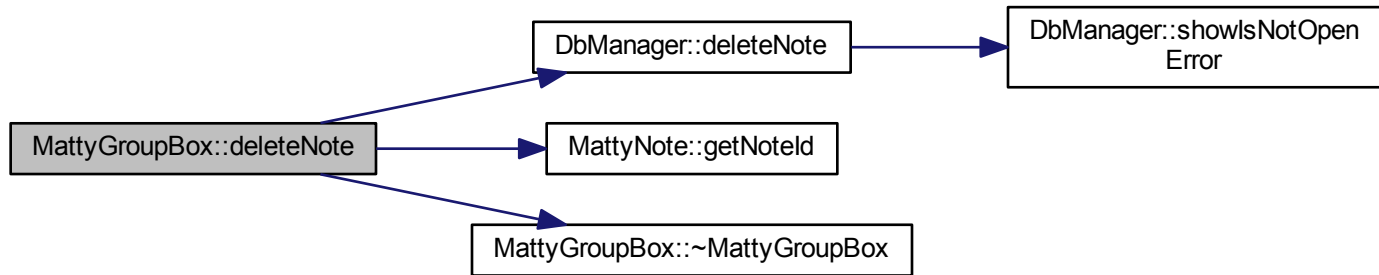 DbManager::deleteNote
DbManager::showIsNotOpen
Error
MattyGroupBox::deleteNote
MattyNote::getNoteId
MattyGroupBox::~MattyGroupBox